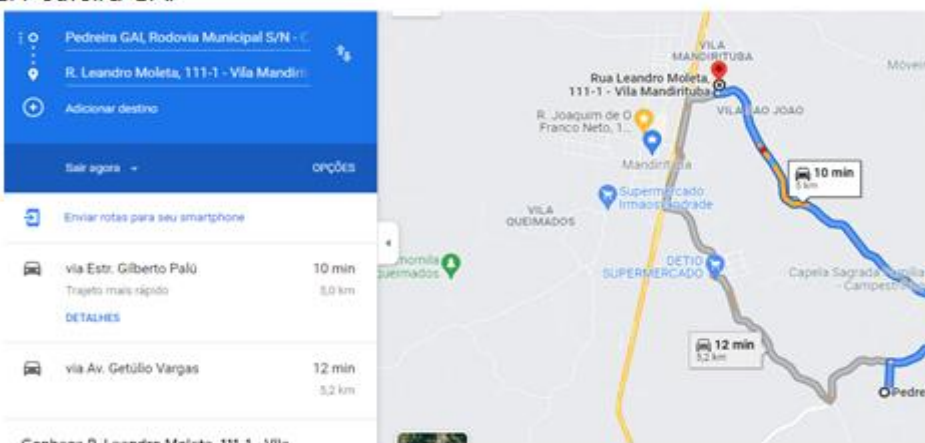 Pedreira GAI, Rodovia Municipal S/N -
R. Leandro Moleta, 111-1 - Vila Mandiri
Adicionar destino
Sair agora
OPÇÕES
Enviar rotas para seu smartphone
via Estr. Gilberto Palú
10 min
Trajeto mais rápido
5,0 km
DETALHES
via Av. Getúlio Vargas
12 min
5,2 km
VILA
MANDIRITUBA
Rua Leandro Moleta,
111-1 - Vila Mandirituba
Móvei
R. Joaquim de O
Franco Neto, 1...
VILA SAO JOAO
Mandirituba
10 min
5 km
Supermercado
Irmaos Andrade
VILA
QUEIMADOS
DETIO
SUPERMERCADO
Capela Sagrada
- Campestre
12 min
5,2 km
Pedre